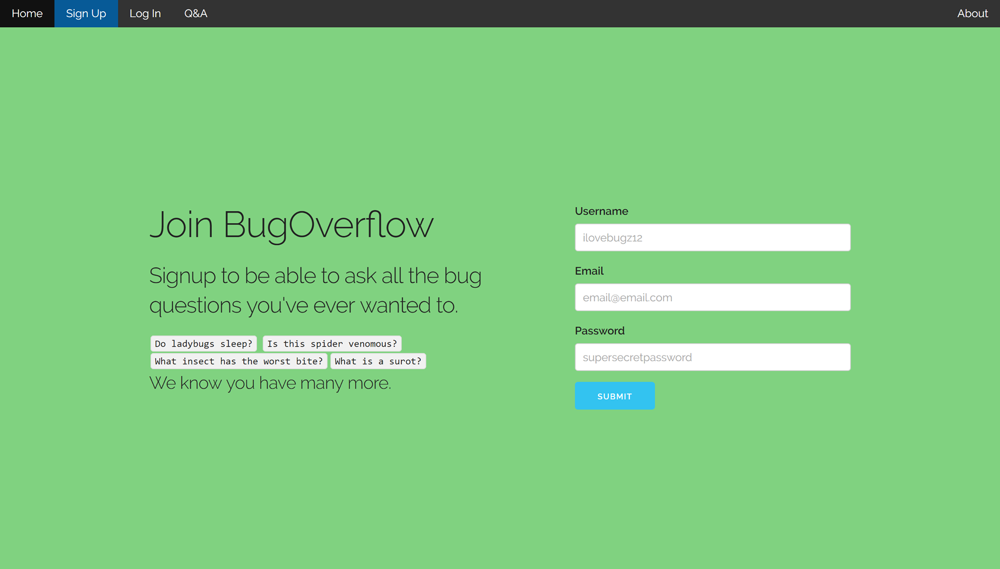 Home Sign Up Log In Q&A About
Join BugOverflow
Signup to be able to ask all the bug
questions you've ever wanted to.
Do ladybugs sleep? Is this spider venomous?
What insect has the worst bite? What is a surot?
We know you have many more.
Username
ilovebugz12
Email
email@email.com
Password
supersecretpassword
SUBMIT